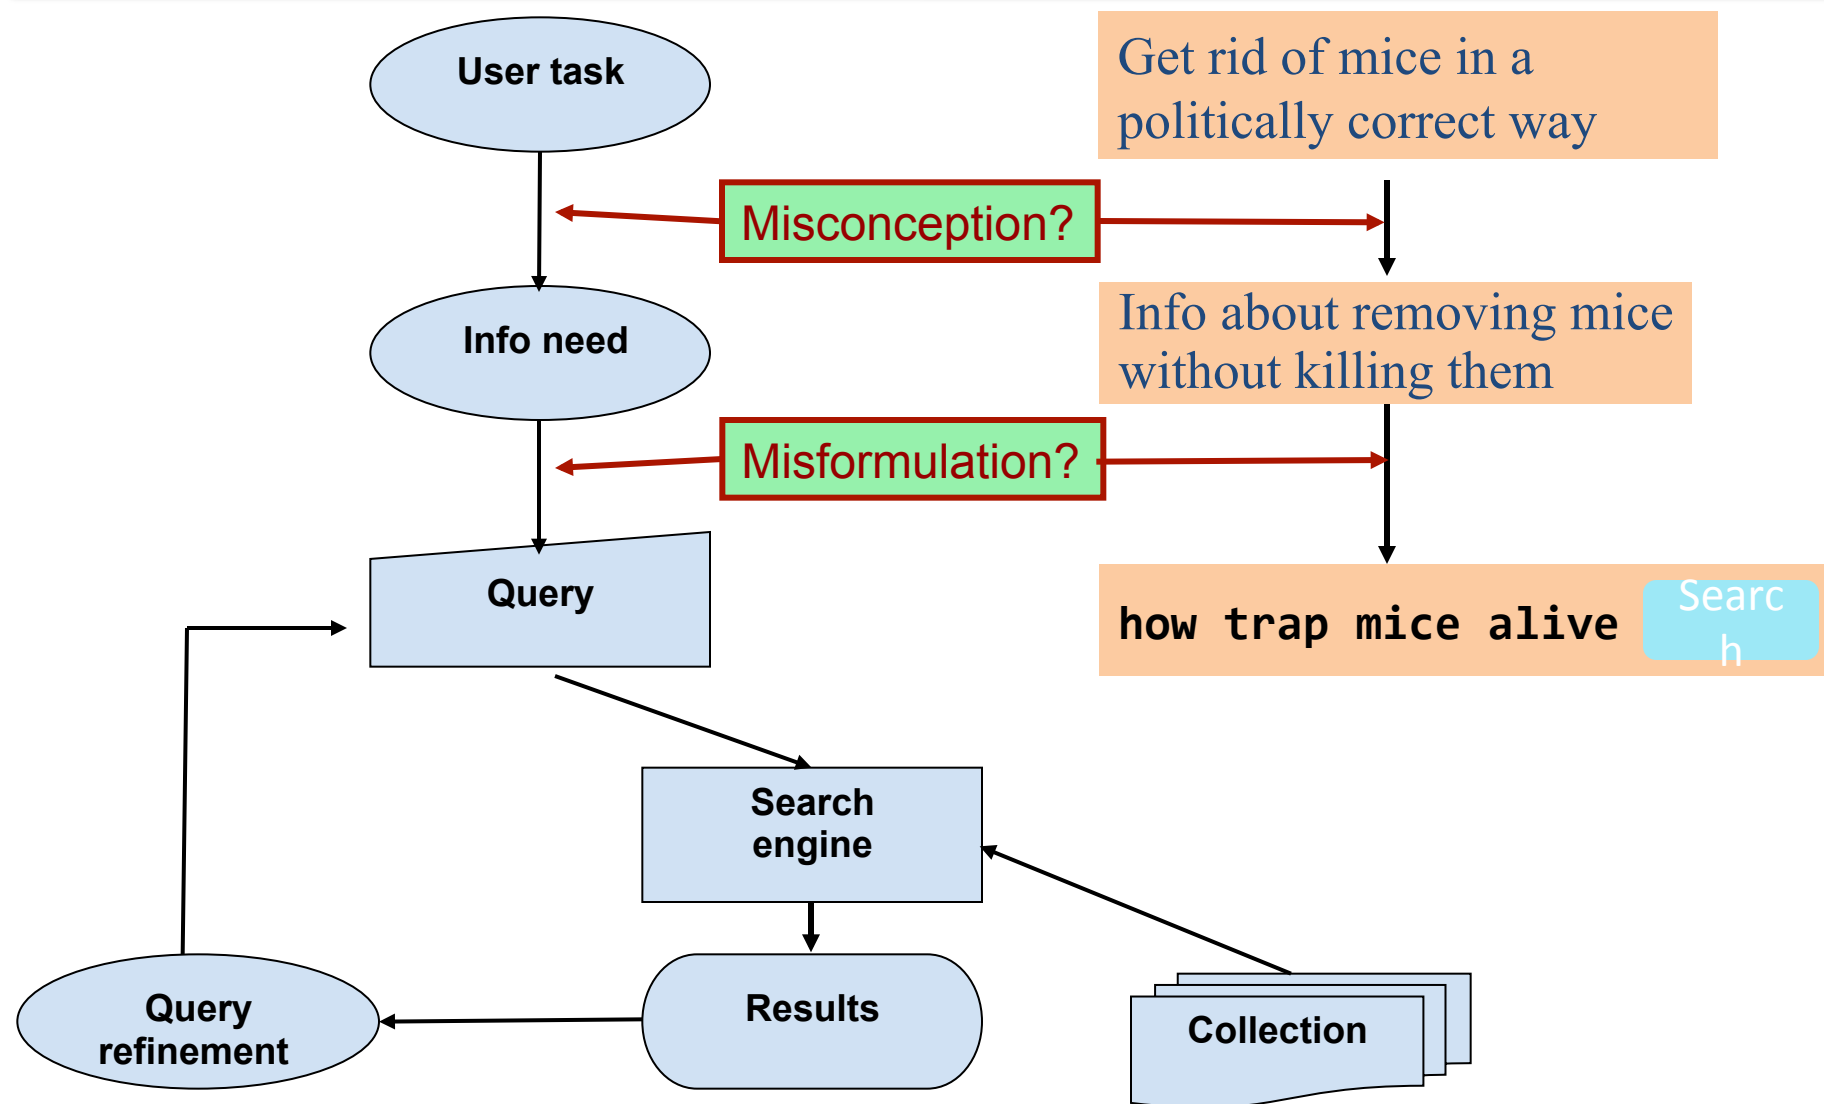 User task
Get rid of mice in a
politically correct way
Misconception?
Info need
Info about removing mice
without killing them
Misformulation?
Query
how trap mice alive
Searc
h
Search
engine
Results
Query
refinement
Collection